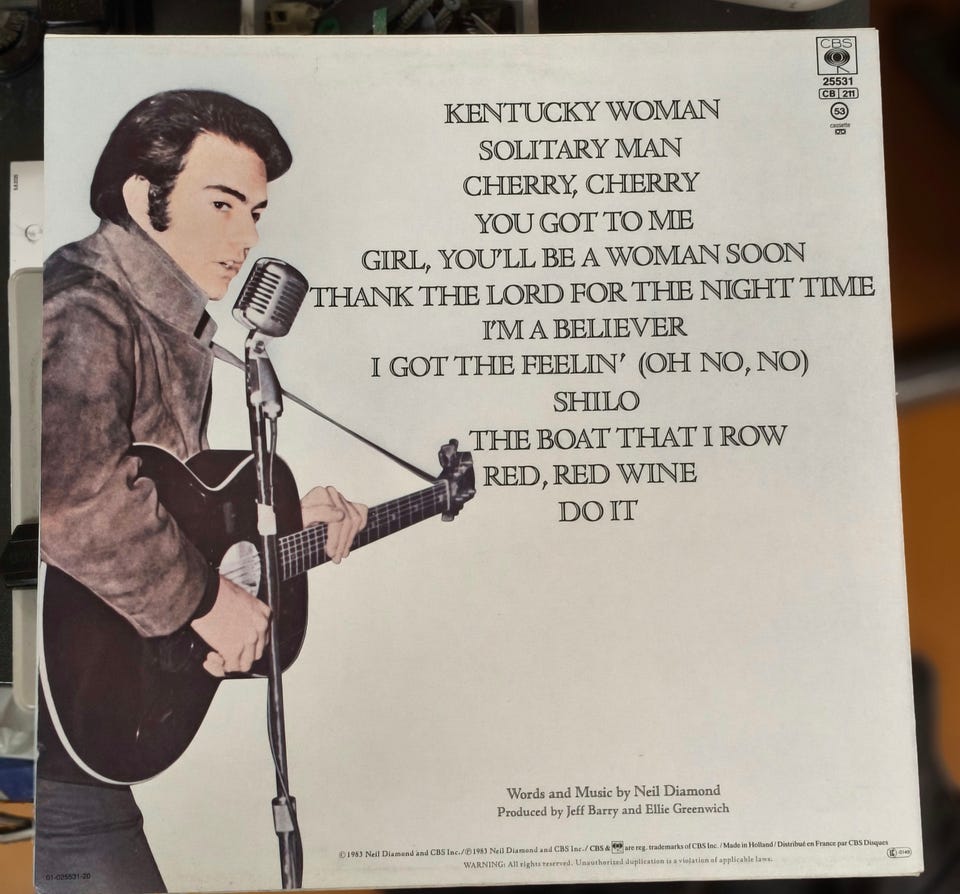 CBS
25531
CB 211
53
cassette
KENTUCKY WOMAN
SOLITARY MAN
CHERRY, CHERRY
YOU GOT TO ME
GIRL, YOU'LL BE A WOMAN SOON
THANK THE LORD FOR THE NIGHT TIME
I'M A BELIEVER
I GOT THE FEELIN' (OH NO, NO)
SHILO
THE BOAT THAT I ROW
RED, RED WINE
DO IT
Words and Music by Neil Diamond
Produced by Jeff Barry and Ellie Greenwich
©1983 Neil Diamond and CBS Inc./℗1983 Neil Diamond and CBS Inc./ CBS & are reg. trademarks of CBS Inc. / Made in Holland / Distribué en France par CBS Disques
WARNING: All rights reserved. Unauthorized duplication is a violation of applicable laws.
01-025531-20